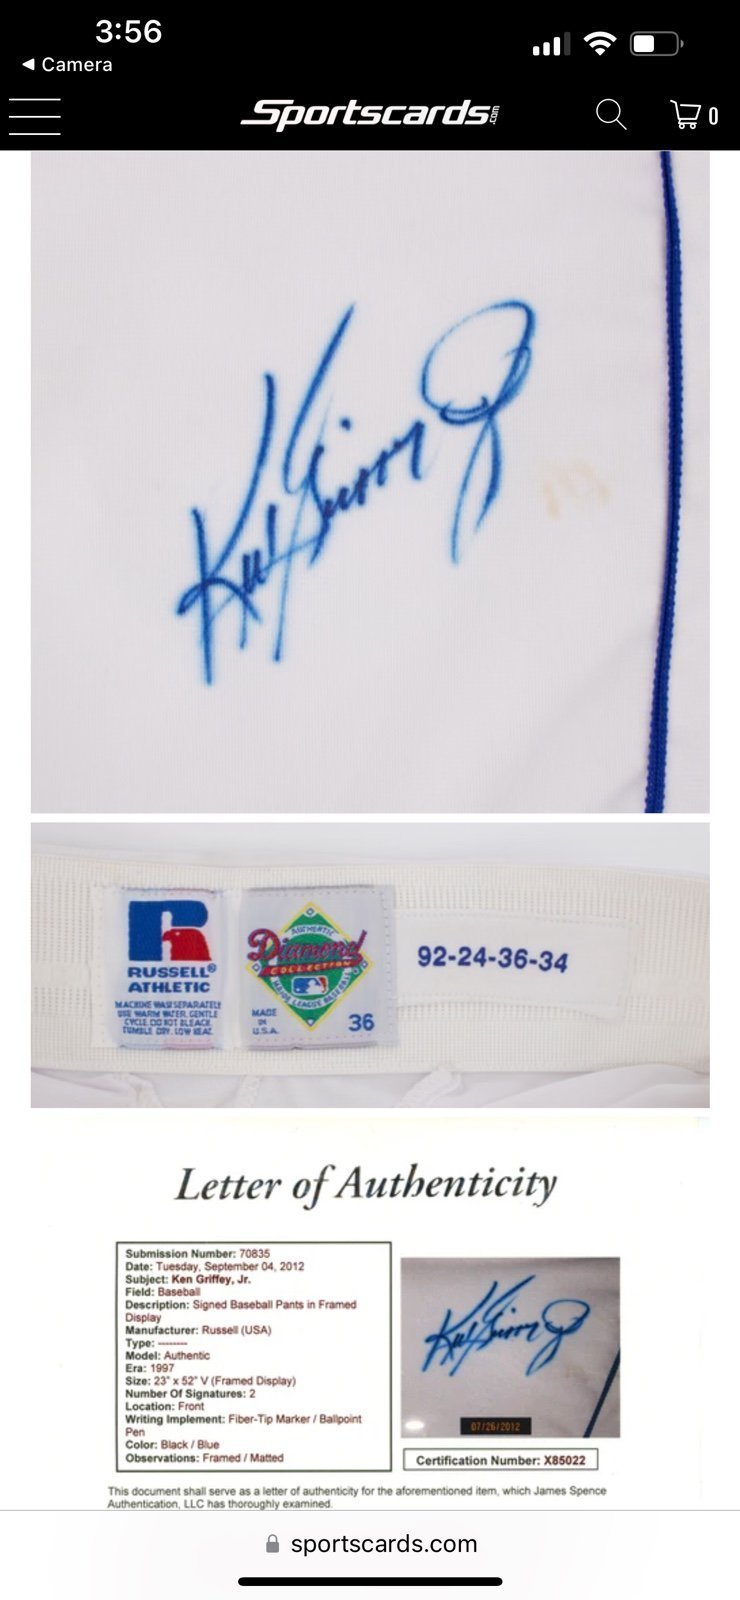 3:56
◀ Camera
Sportscards.com
0
RUSSELL®
ATHLETIC
MACHINE WASH SEPARATELY
USE WARM WATER, GENTLE
CYCLE. DO NOT BLEACH.
TUMBLE DRY. LOW HEAT.
AUTHENTIC
Diamond
COLLECTION
MAJOR LEAGUE BASEBALL
MADE
IN
U.S.A.
36
92-24-36-34
Letter of Authenticity
Submission Number: 70835
Date: Tuesday, September 04, 2012
Subject: Ken Griffey, Jr.
Field: Baseball
Description: Signed Baseball Pants in Framed
Display
Manufacturer: Russell (USA)
Type: --------
Model: Authentic
Era: 1997
Size: 23" x 52" V (Framed Display)
Number Of Signatures: 2
Location: Front
Writing Implement: Fiber-Tip Marker / Ballpoint
Pen
Color: Black / Blue
Observations: Framed / Matted
07/26/2012
Certification Number: X85022
This document shall serve as a letter of authenticity for the aforementioned item, which James Spence
Authentication, LLC has thoroughly examined.
sportscards.com